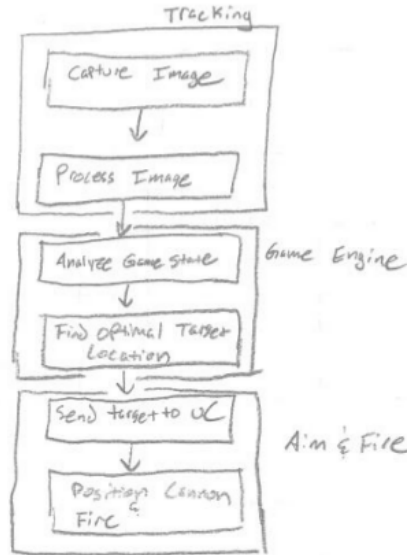 Tracking
Capture Image
Process Image
Analyze Game State
Game Engine
Find Optimal Target
Location
Send target to uC
Aim & Fire
Position Cannon
&
Fire